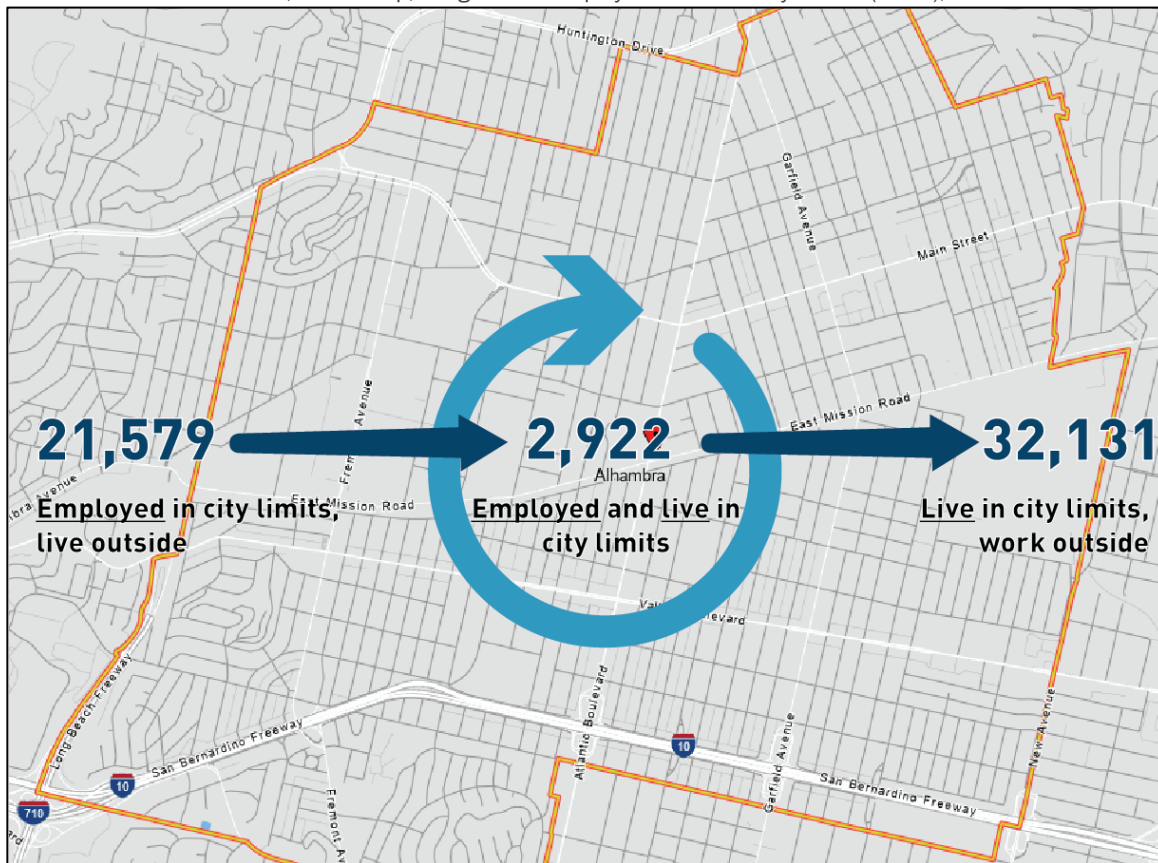 Huntington Drive
Garfield Avenue
Main Street
Fremont Avenue
East Mission Road
21,579
2,922
32,131
Alhambra
Avenue
East Mission Road
Employed in city limits,
live outside
Employed and live in
city limits
Live in city limits,
work outside
Boulevard
Long Beach Freeway
San Bernardino Freeway
10
710
Fremont
Atlantic Boulevard
10
Garfield Avenue
San Bernardino Freeway
New Avenue